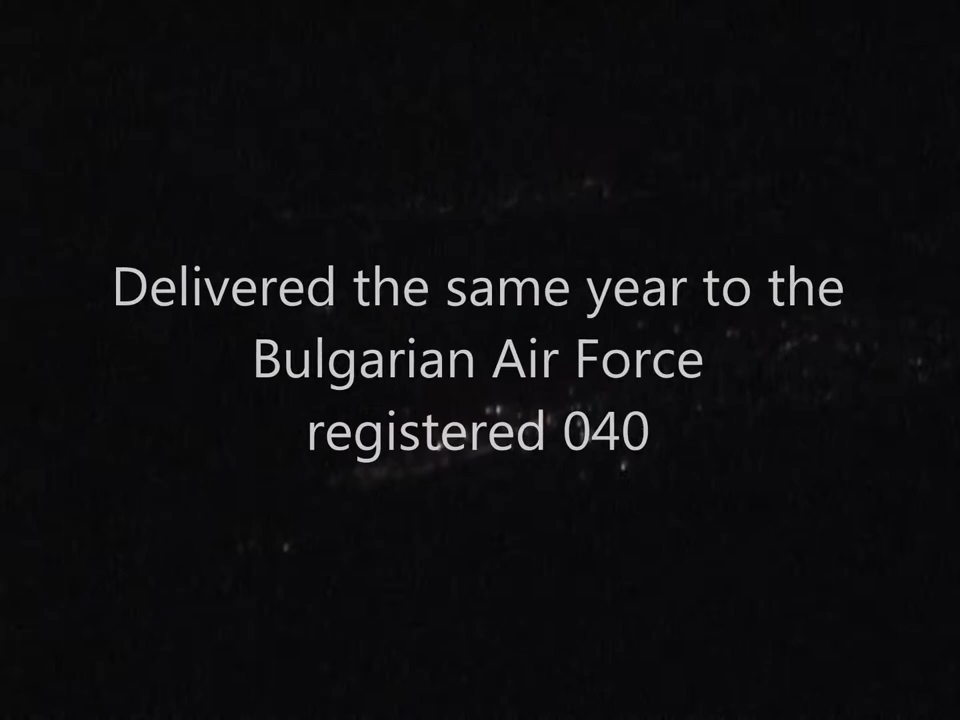 Delivered the same year to the
Bulgarian Air Force
registered 040